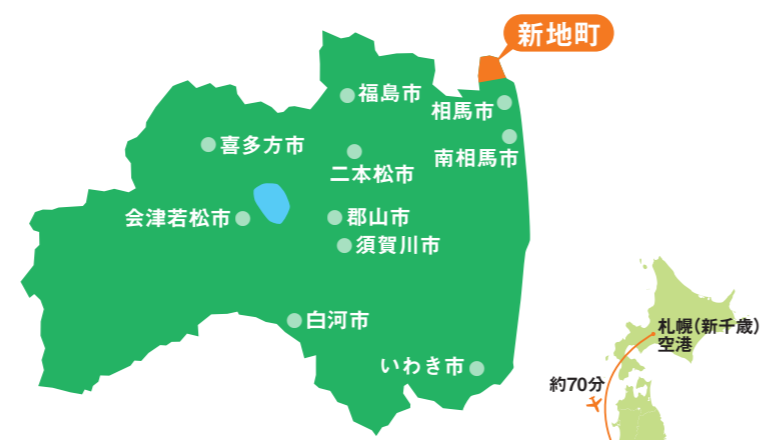 新地町
福島市
相馬市
喜多方市
南相馬市
二本松市
会津若松市
郡山市
須賀川市
白河市
いわき市
札幌(新千歳)
空港
約70分